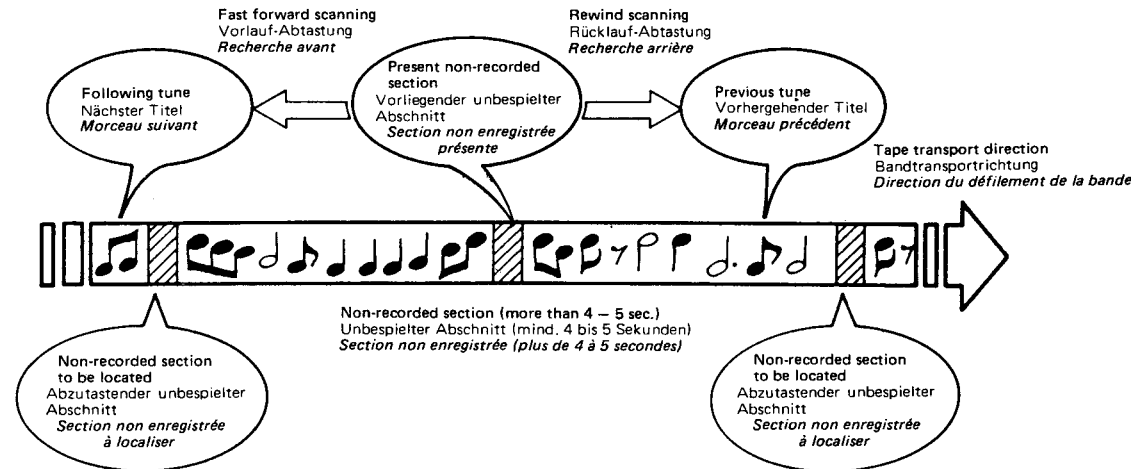 Fast forward scanning
Vorlauf-Abtastung
Recherche avant
Rewind scanning
Rücklauf-Abtastung
Recherche arrière
Following tune
Nächster Titel
Morceau suivant
Present non-recorded
section
Vorliegender unbespielter
Abschnitt
Section non enregistrée
présente
Previous tune
Vorhergehender Titel
Morceau précédent
Tape transport direction
Bandtransportrichtung
Direction du défilement de la bande
Non-recorded section (more than 4 – 5 sec.)
Unbespielter Abschnitt (mind. 4 bis 5 Sekunden)
Section non enregistrée (plus de 4 à 5 secondes)
Non-recorded section
to be located
Abzutastender unbespielter
Abschnitt
Section non enregistrée
à localiser
Non-recorded section
to be located
Abzutastender unbespielter
Abschnitt
Section non enregistrée
à localiser